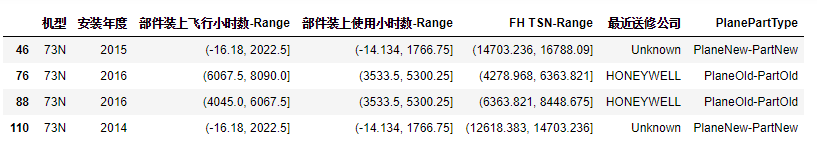 机型 安装年度 部件装上飞行小时数-Range 部件装上使用小时数-Range FH TSN-Range 最近送修公司 PlanePartType
46 73N 2015 (-16.18, 2022.5] (-14.134, 1766.75] (14703.236, 16788.09] Unknown PlaneNew-PartNew
76 73N 2016 (6067.5, 8090.0] (3533.5, 5300.25] (4278.968, 6363.821] HONEYWELL PlaneOld-PartOld
88 73N 2016 (4045.0, 6067.5] (3533.5, 5300.25] (6363.821, 8448.675] HONEYWELL PlaneOld-PartOld
110 73N 2014 (-16.18, 2022.5] (-14.134, 1766.75] (12618.383, 14703.236] Unknown PlaneNew-PartNew